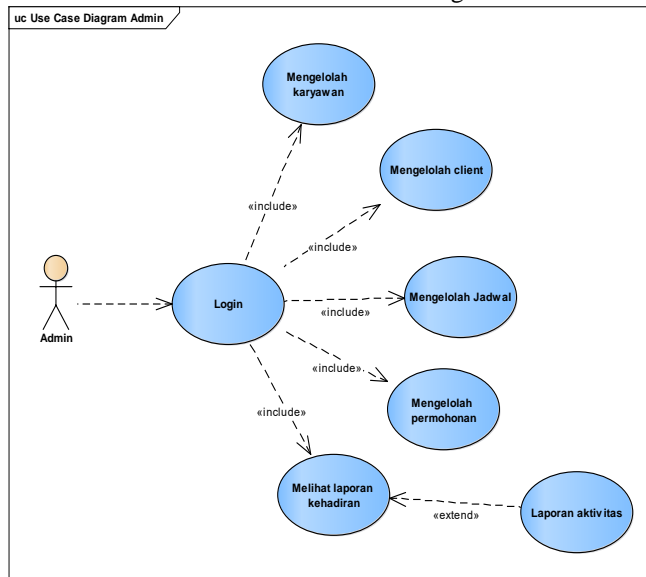 uc Use Case Diagram Admin
Mengelolah
karyawan
Mengelolah client
«include»
«include»
Login
Mengelolah Jadwal
«include»
Admin
«include»
Mengelolah
permohonan
«include»
Melihat laporan
kehadiran
«extend»
Laporan aktivitas